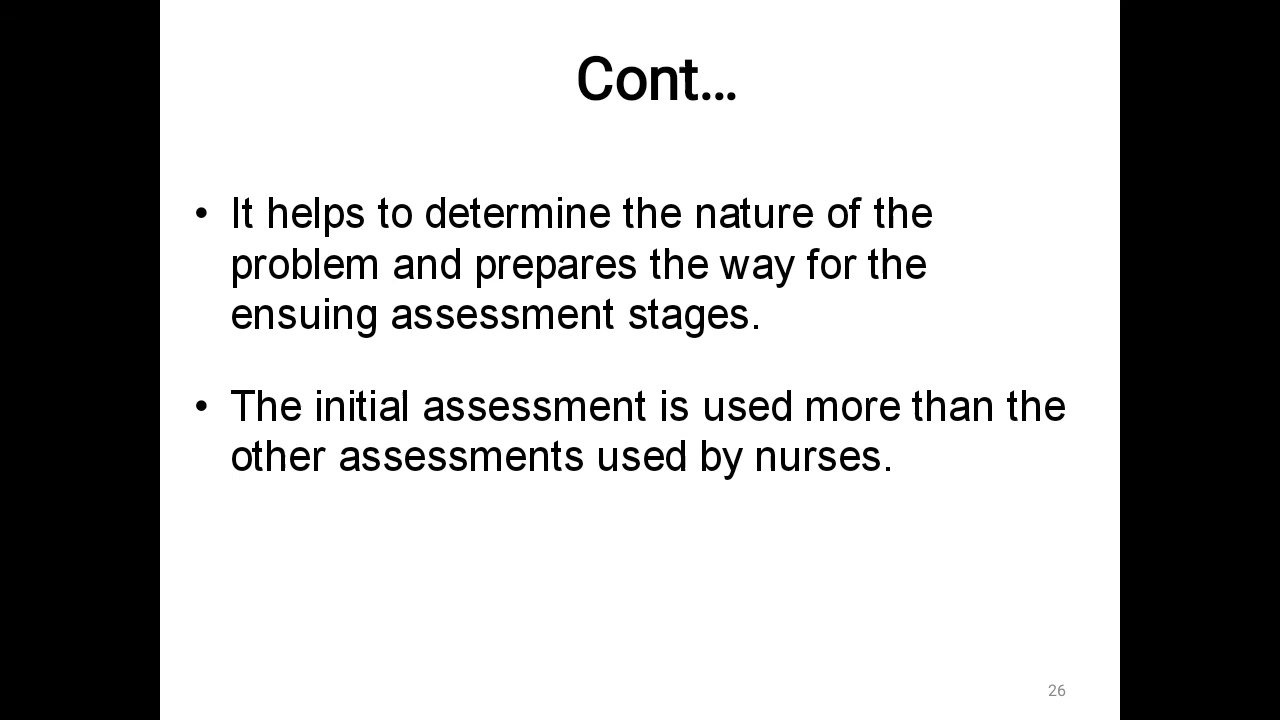 Cont...
• It helps to determine the nature of the
problem and prepares the way for the
ensuing assessment stages.
• The initial assessment is used more than the
other assessments used by nurses.
26